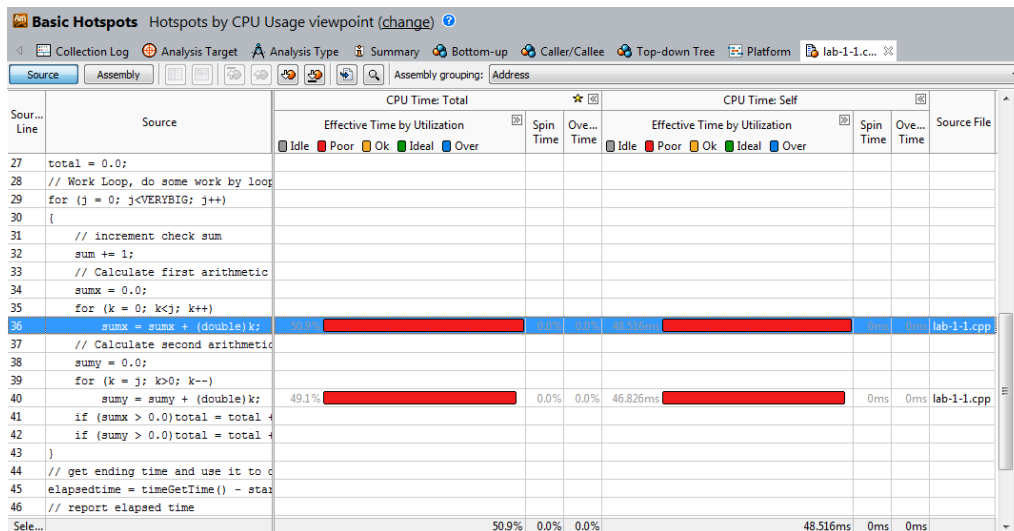 Basic Hotspots Hotspots by CPU Usage viewpoint (change) ?
Collection Log Analysis Target Analysis Type Summary Bottom-up Caller/Callee Top-down Tree Platform lab-1-1.c...
Source Assembly Assembly grouping: Address
CPU Time: Total CPU Time: Self
Sour... Line Source Effective Time by Utilization Spin Time Ove... Time Effective Time by Utilization Spin Time Ove... Time Source File
Idle Poor Ok Ideal Over Idle Poor Ok Ideal Over
27 total = 0.0;
28 // Work Loop, do some work by loop
29 for (j = 0; j<VERYBIG; j++)
30 {
31 // increment check sum
32 sum += 1;
33 // Calculate first arithmetic
34 sumx = 0.0;
35 for (k = 0; k<j; k++)
36 sumx = sumx + (double)k; 50.9% 0.0% 0.0% 48.516ms 0ms 0ms lab-1-1.cpp
37 // Calculate second arithmetic
38 sumy = 0.0;
39 for (k = j; k>0; k--)
40 sumy = sumy + (double)k; 49.1% 0.0% 0.0% 46.826ms 0ms 0ms lab-1-1.cpp
41 if (sumx > 0.0)total = total +
42 if (sumy > 0.0)total = total +
43 }
44 // get ending time and use it to d
45 elapsedtime = timeGetTime() - star
46 // report elapsed time
Sele... 50.9% 0.0% 0.0% 48.516ms 0ms 0ms